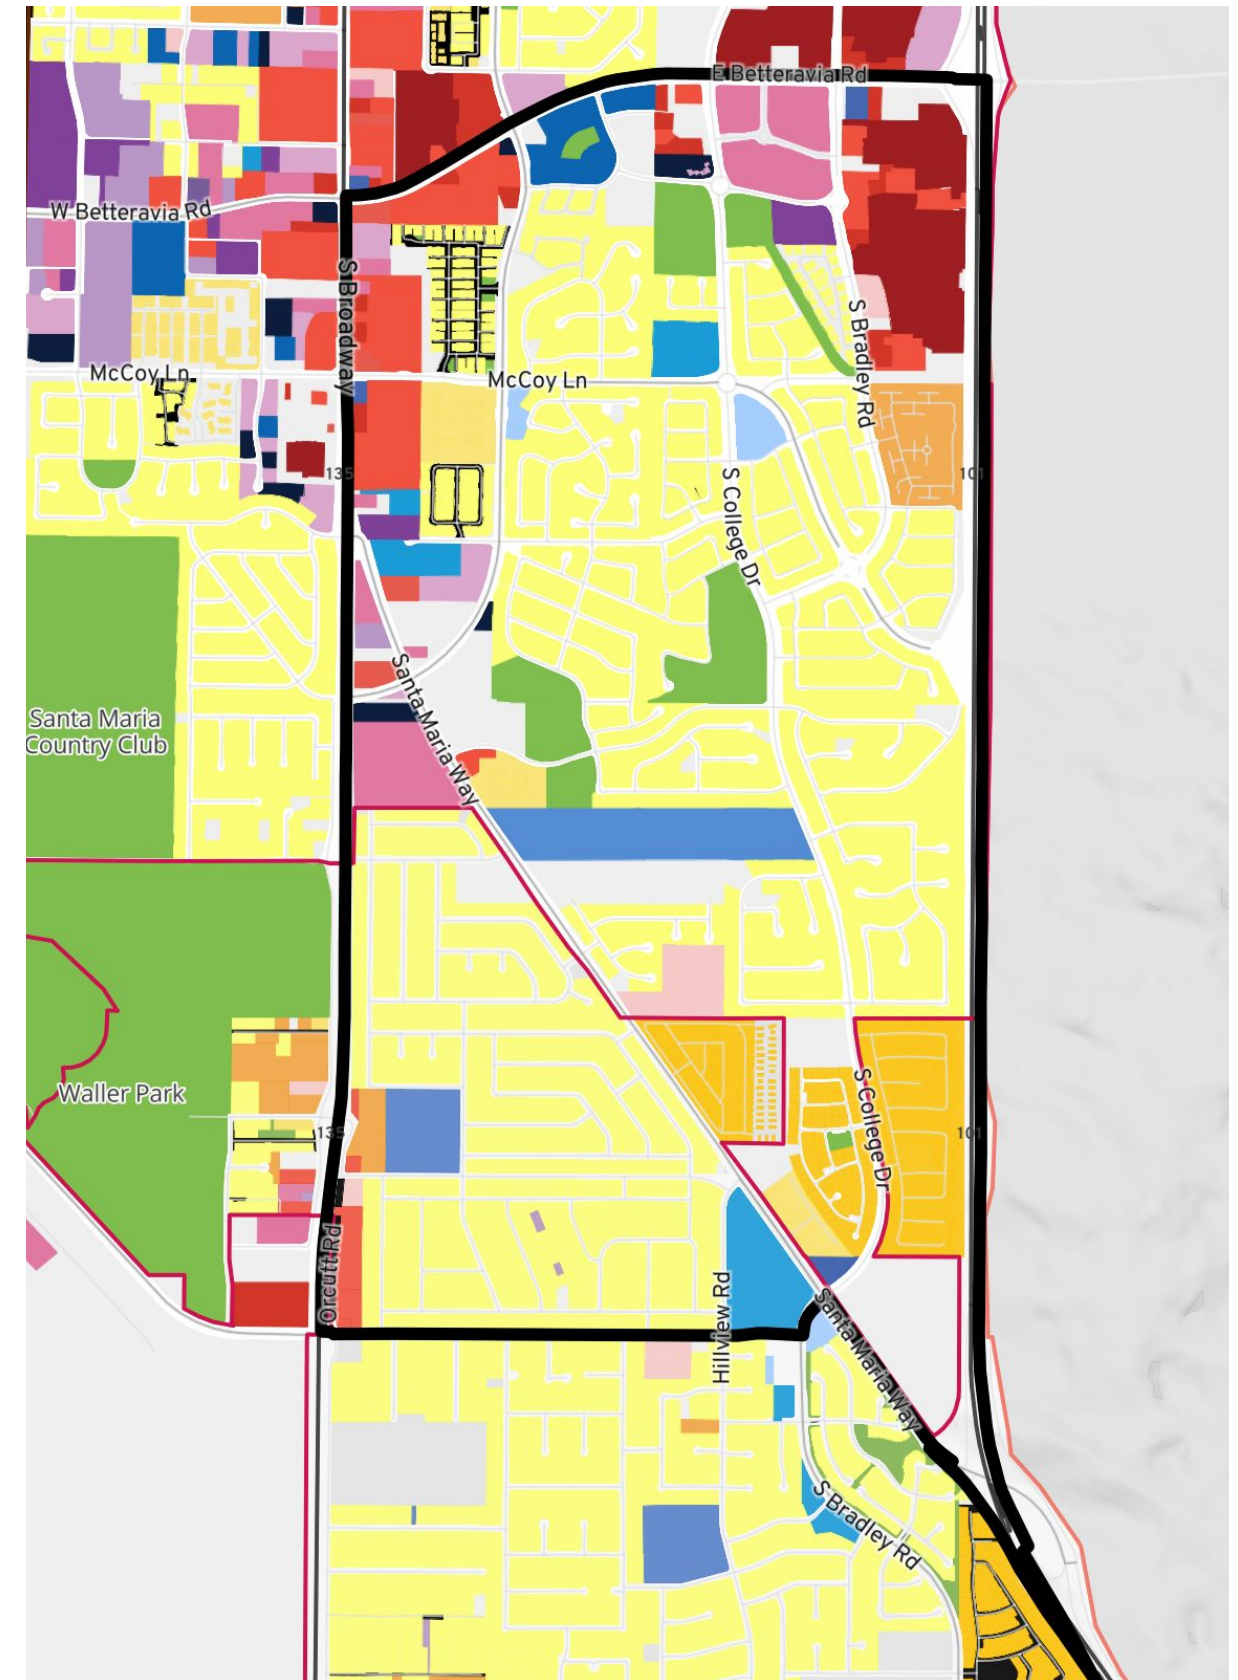 E Betteravia Rd
W Betteravia Rd
S Broadway
S Bradley Rd
McCoy Ln
McCoy Ln
135
101
S College Dr
Santa Maria
Country Club
Santa Maria Way
Waller Park
135
101
S College Dr
Orcutt Rd
Hillview Rd
Santa Maria Way
S Bradley Rd